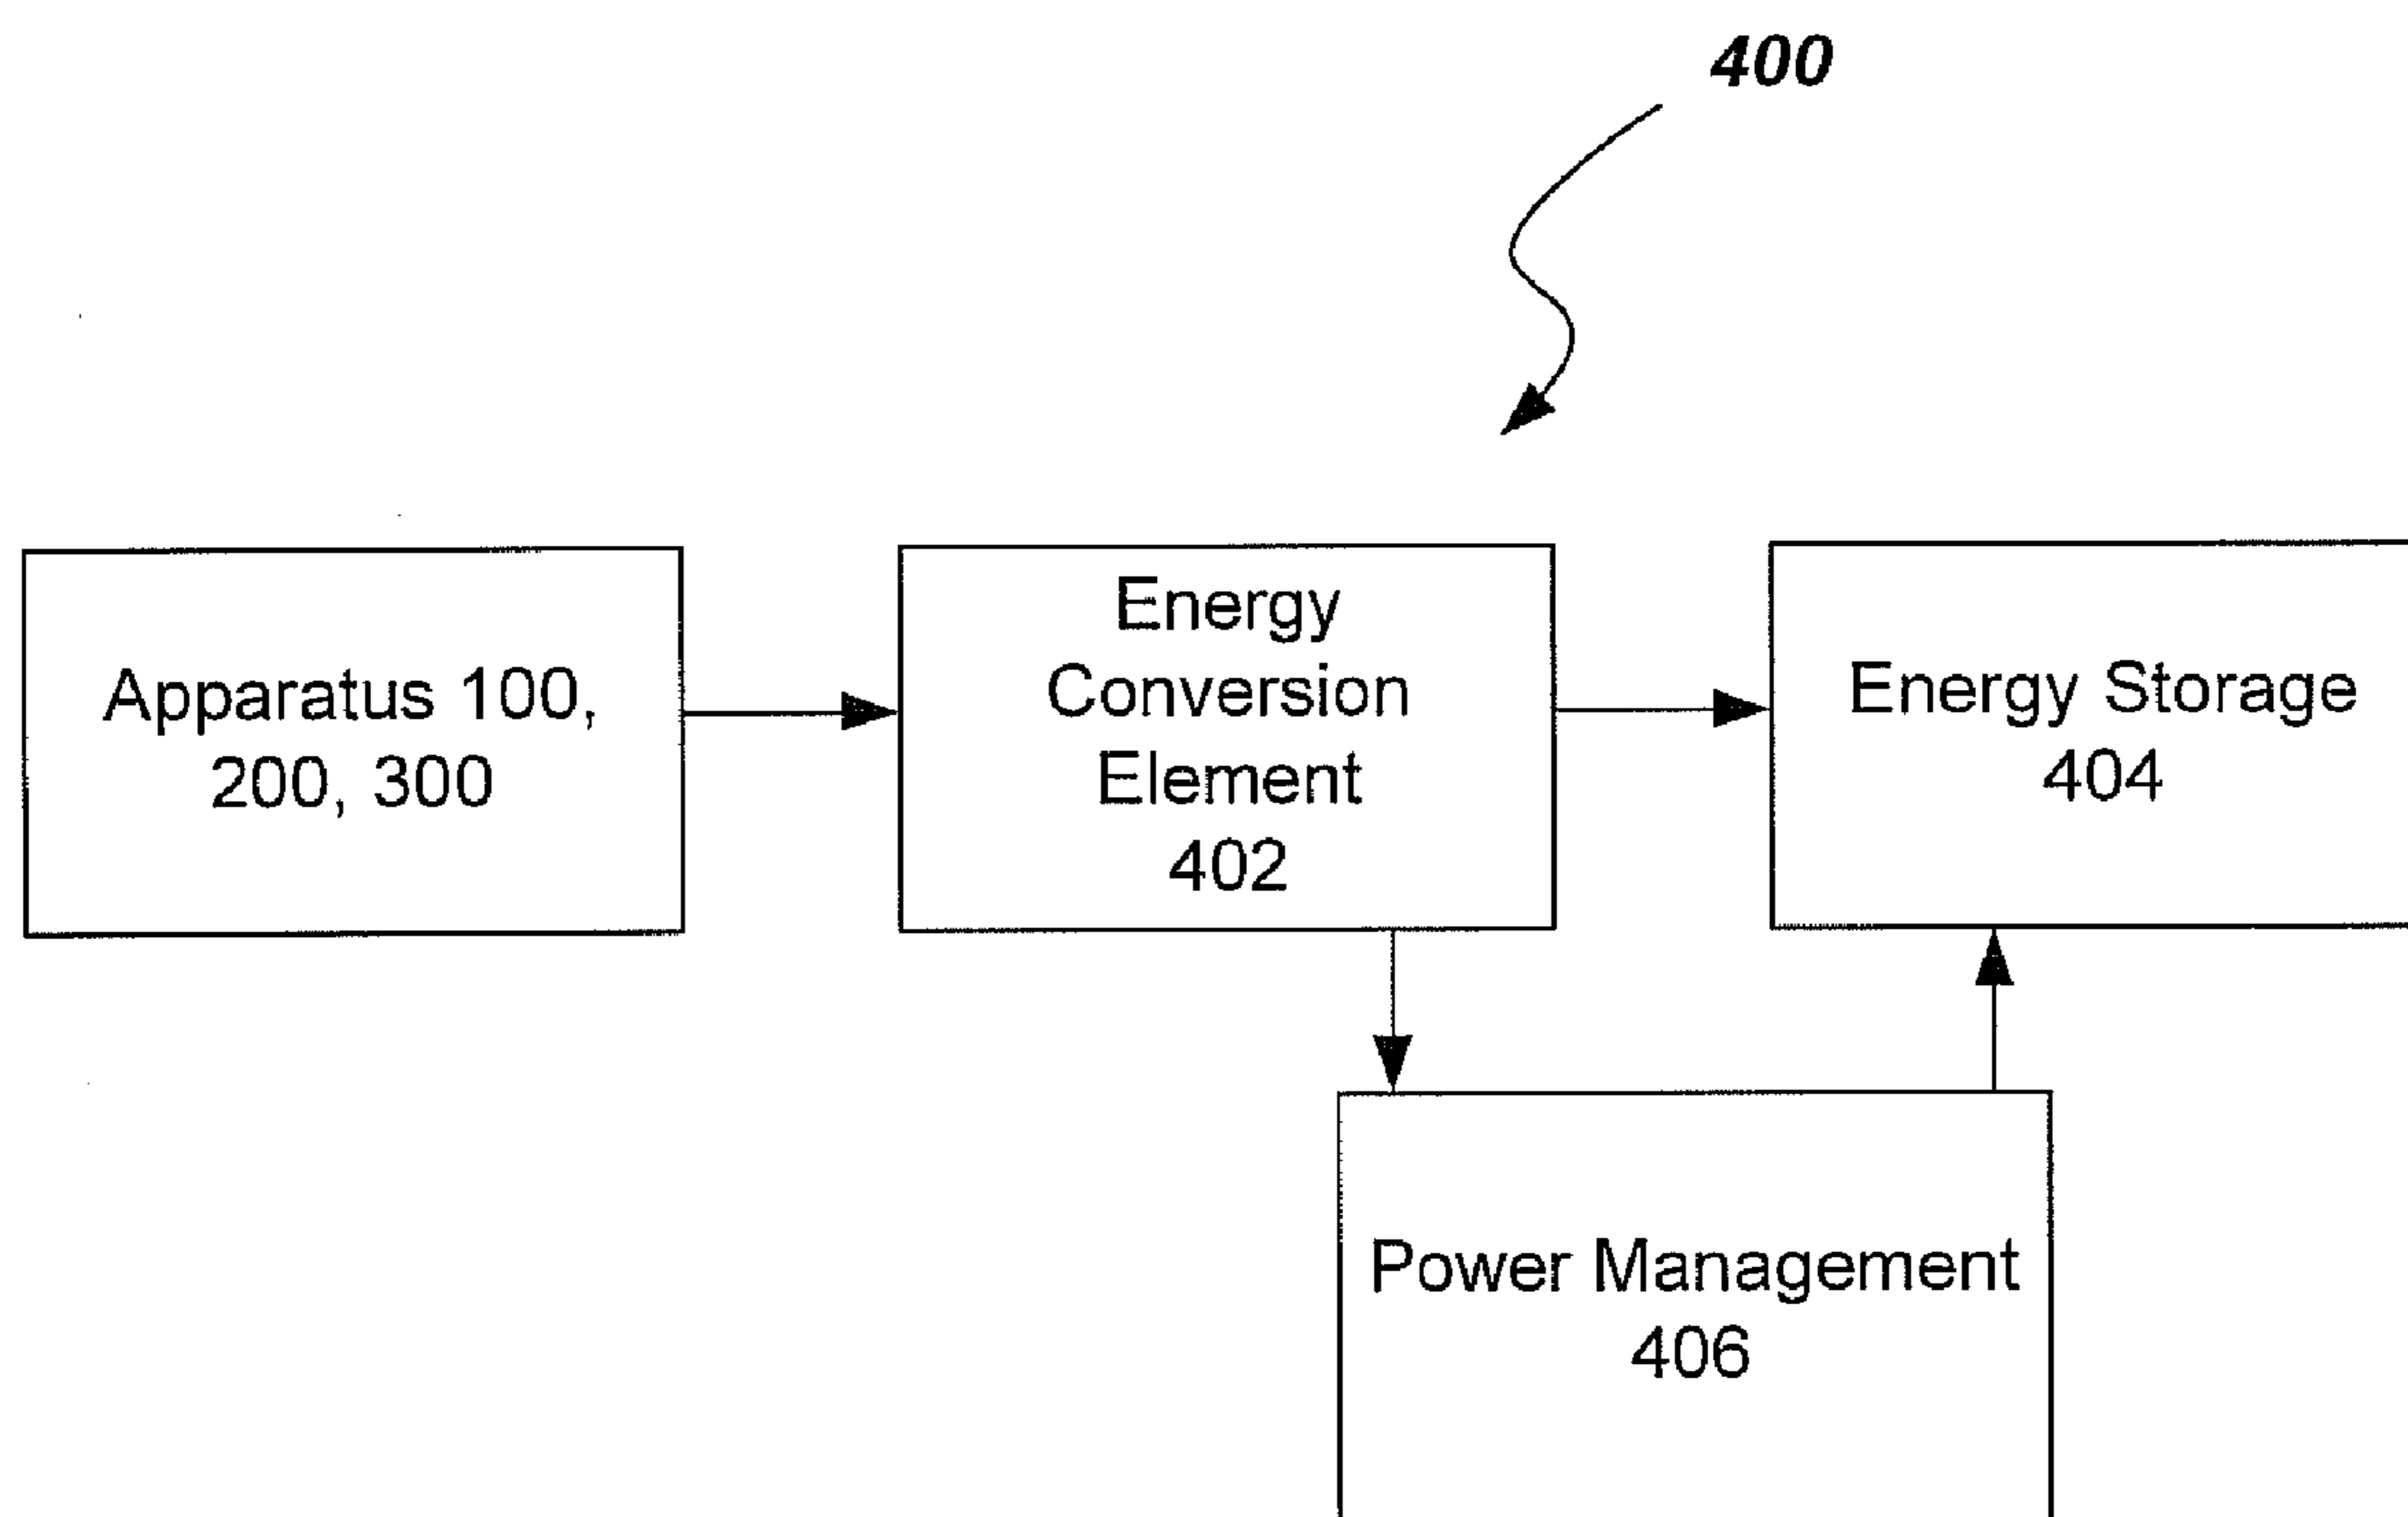 400
Apparatus 100,
200, 300
Energy
Conversion
Element
402
Energy Storage
404
Power Management
406